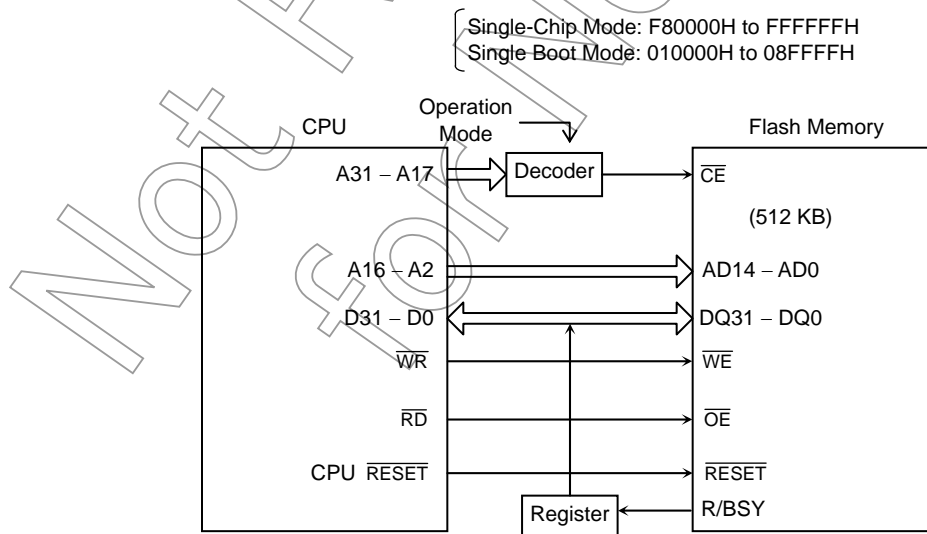 Single-Chip Mode: F80000H to FFFFFFH
Single Boot Mode: 010000H to 08FFFFH
Operation
Mode
CPU
Flash Memory
A31 – A17
Decoder
CE
(512 KB)
A16 – A2
AD14 – AD0
D31 – D0
DQ31 – DQ0
WR
WE
RD
OE
CPU RESET
RESET
Register
R/BSY
Not
for